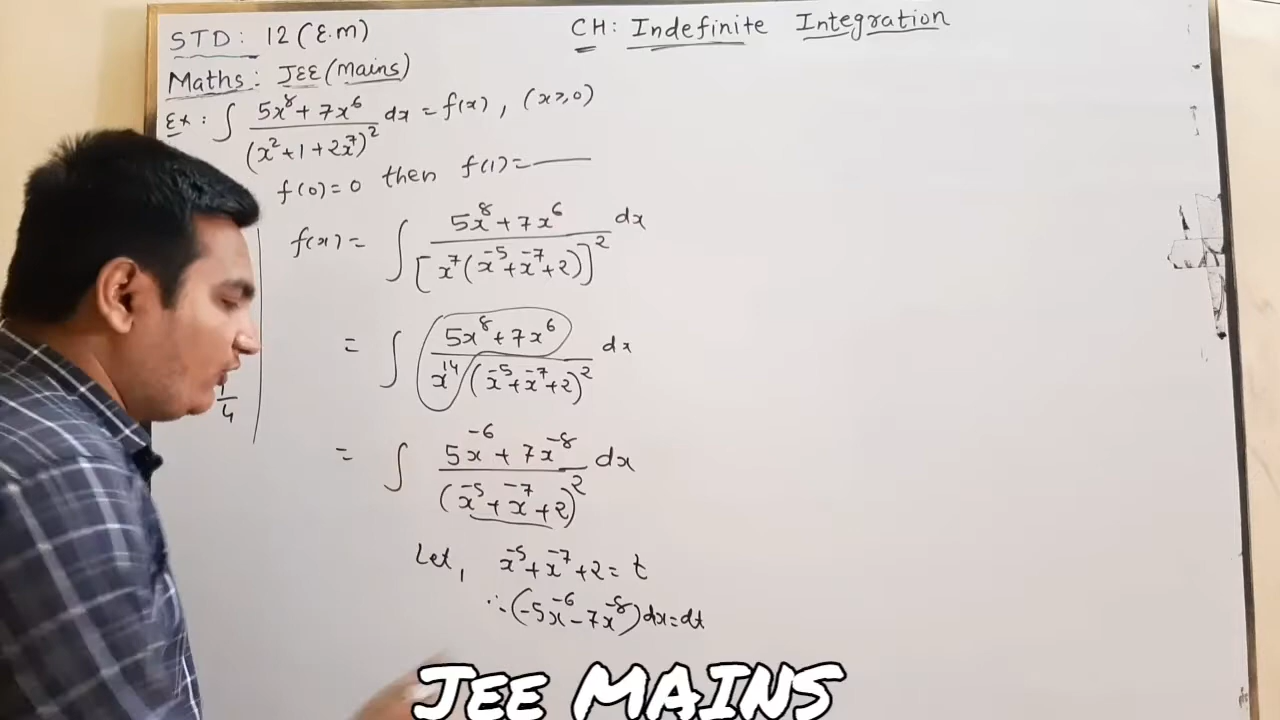 STD: 12 (E.M)
CH: Indefinite Integration
Maths: JEE (Mains)
Ex: ∫ (5x⁸ + 7x⁶) / (x² + 1 + 2x⁷)² dx = f(x), (x ≥ 0)
f(0) = 0 then f(1) = ____
f(x) = ∫ (5x⁸ + 7x⁶) / [x⁷(x⁻⁵ + x⁻⁷ + 2)]² dx
= ∫ (5x⁸ + 7x⁶) / x¹⁴ (x⁻⁵ + x⁻⁷ + 2)² dx
4
= ∫ (5x⁻⁶ + 7x⁻⁸) / (x⁻⁵ + x⁻⁷ + 2)² dx
Let, x⁻⁵ + x⁻⁷ + 2 = t
∴ (-5x⁻⁶ - 7x⁻⁸) dx = dt
JEE MAINS